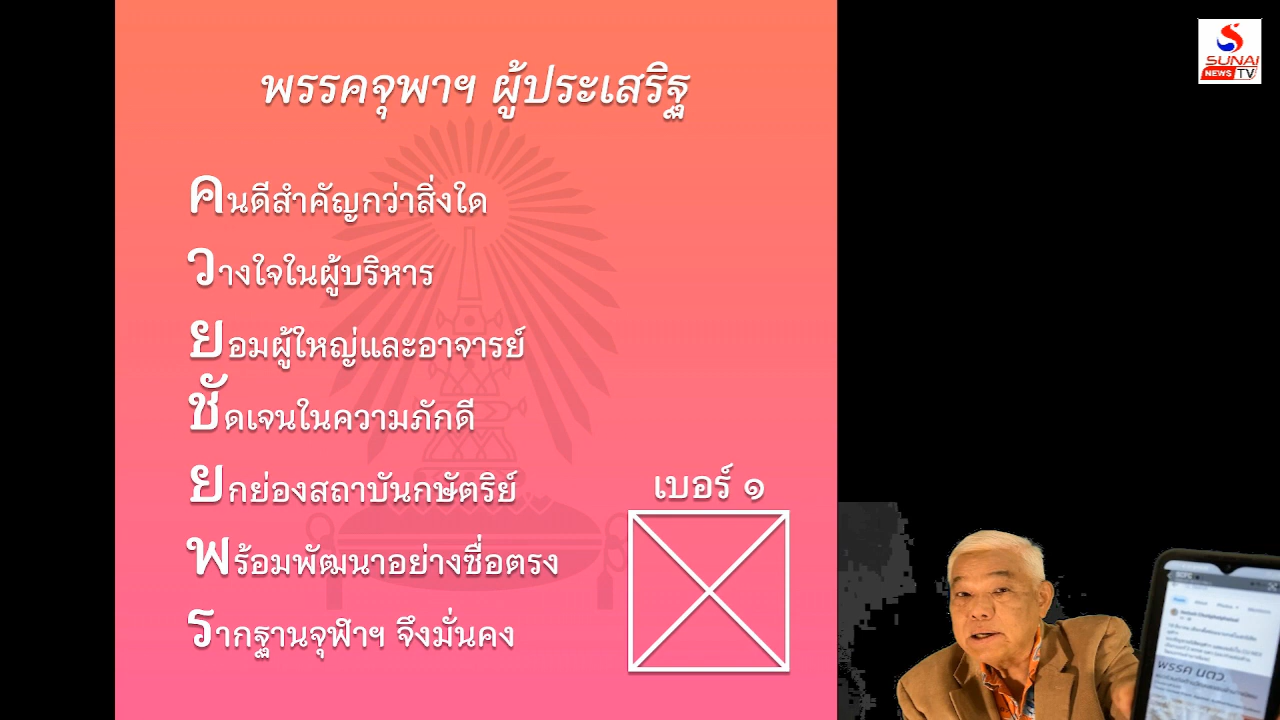 พรรคจุฬาฯ ผู้ประเสริฐ
คนดีสำคัญกว่าสิ่งใด
วางใจในผู้บริหาร
ยอมผู้ใหญ่และอาจารย์
ชัดเจนในความภักดี
ยกย่องสถาบันกษัตริย์
พร้อมพัฒนาอย่างซื่อตรง
รากฐานจุฬาฯ จึงมั่นคง
เบอร์ ๑
SUNAI
NEWS TV
พรรค นตว.